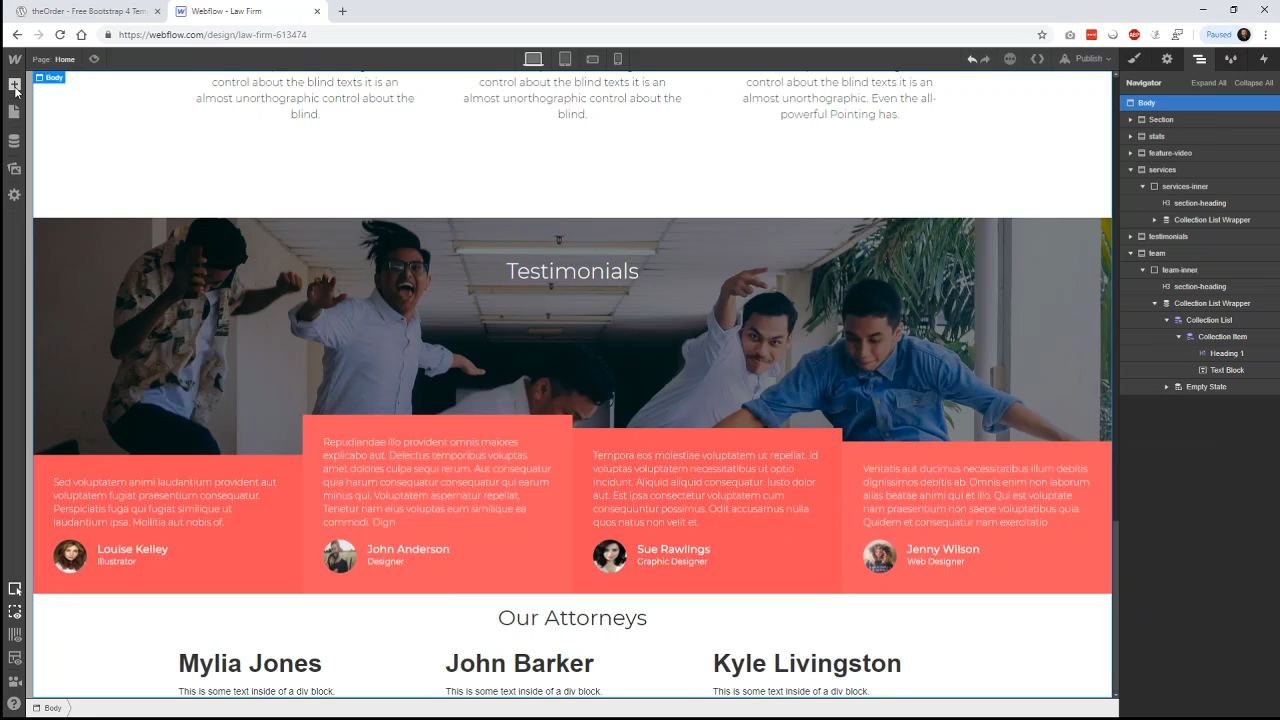 theOrder - Free Bootstrap 4 Tem
Webflow - Law Firm
https://webflow.com/design/law-firm-613474
Paused
Page: Home
Publish
Body
Navigator
Expand All
Collapse All
Body
Section
stats
feature-video
services
services-inner
H3 section-heading
Collection List Wrapper
testimonials
team
team-inner
H3 section-heading
Collection List Wrapper
Collection List
Collection Item
H1 Heading 1
Text Block
Empty State
control about the blind texts it is an
almost unorthographic control about the
blind.
control about the blind texts it is an
almost unorthographic control about the
blind.
almost unorthographic. Even the all-
powerful Pointing has.
control about the blind texts it is an
Testimonials
Sed voluptatem animi laudantium provident aut
voluptatem fugiat praesentium consequatur.
Perspiciatis fuga qui fugiat similique ut
laudantium ipsa. Mollitia aut nobis of.
Louise Kelley
Illustrator
Repudiandae illo provident omnis maiores
explicabo aut. Delectus temporibus voluptas
amet dolores culpa sequi rerum. Aut consequatur
quia harum consequatur consequatur qui earum
minus qui. Voluptatem aspernatur repellat.
Tenetur nam eius voluptas eum similique ea
commodi. Dign
John Anderson
Designer
Tempora eos molestiae voluptatem ut repellat. Id
voluptas voluptatem necessitatibus ut optio
incidunt. Aliquid aliquid consequatur. Iusto dolor
aut. Est ipsa consectetur voluptatem cum
consequuntur possimus. Odit accusamus nulla
quos natus non velit et.
Sue Rawlings
Graphic Designer
Veritatis aut ducimus necessitatibus illum debitis
dignissimos debitis ab. Omnis enim non laborum
alias beatae animi qui et illo. Qui est voluptate
nam praesentium non saepe voluptatibus quia.
Quidem et consequatur nam exercitatio
Jenny Wilson
Web Designer
Our Attorneys
Mylia Jones
This is some text inside of a div block.
John Barker
This is some text inside of a div block.
Kyle Livingston
This is some text inside of a div block.
Body